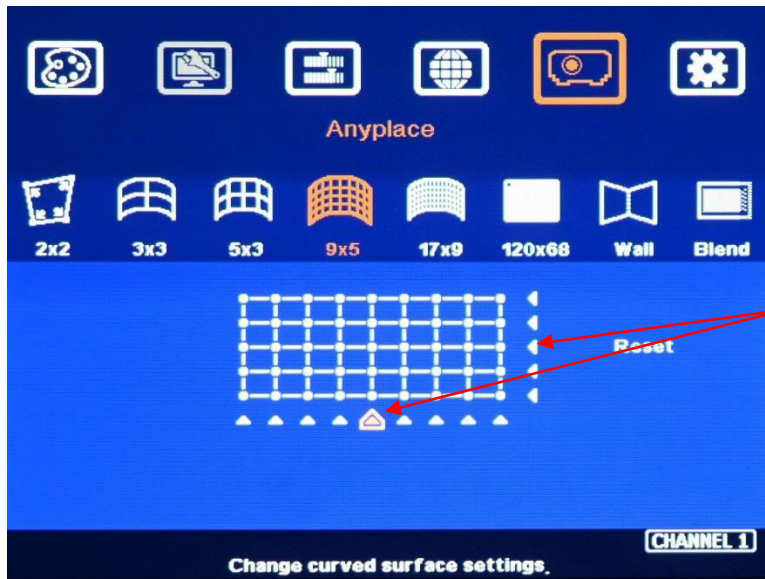 Anyplace
2x2 3x3 5x3 9x5 17x9 120x68 Wall Blend
Reset
CHANNEL 1
Change curved surface settings.